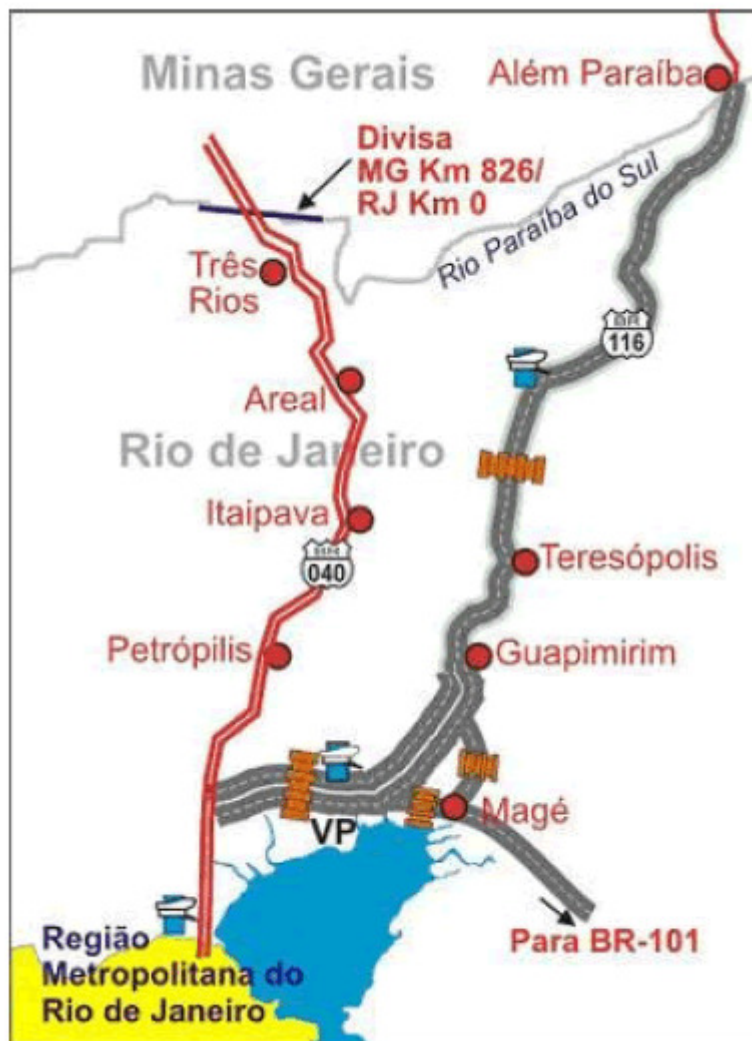 Minas Gerais
Além Paraíba
Divisa
MG Km 826/
RJ Km 0
Rio Paraíba do Sul
Três
Rios
BR
116
Areal
Rio de Janeiro
Itaipava
BR
040
Teresópolis
Petrópilis
Guapimirim
Magé
VP
Para BR-101
Região
Metropolitana do
Rio de Janeiro